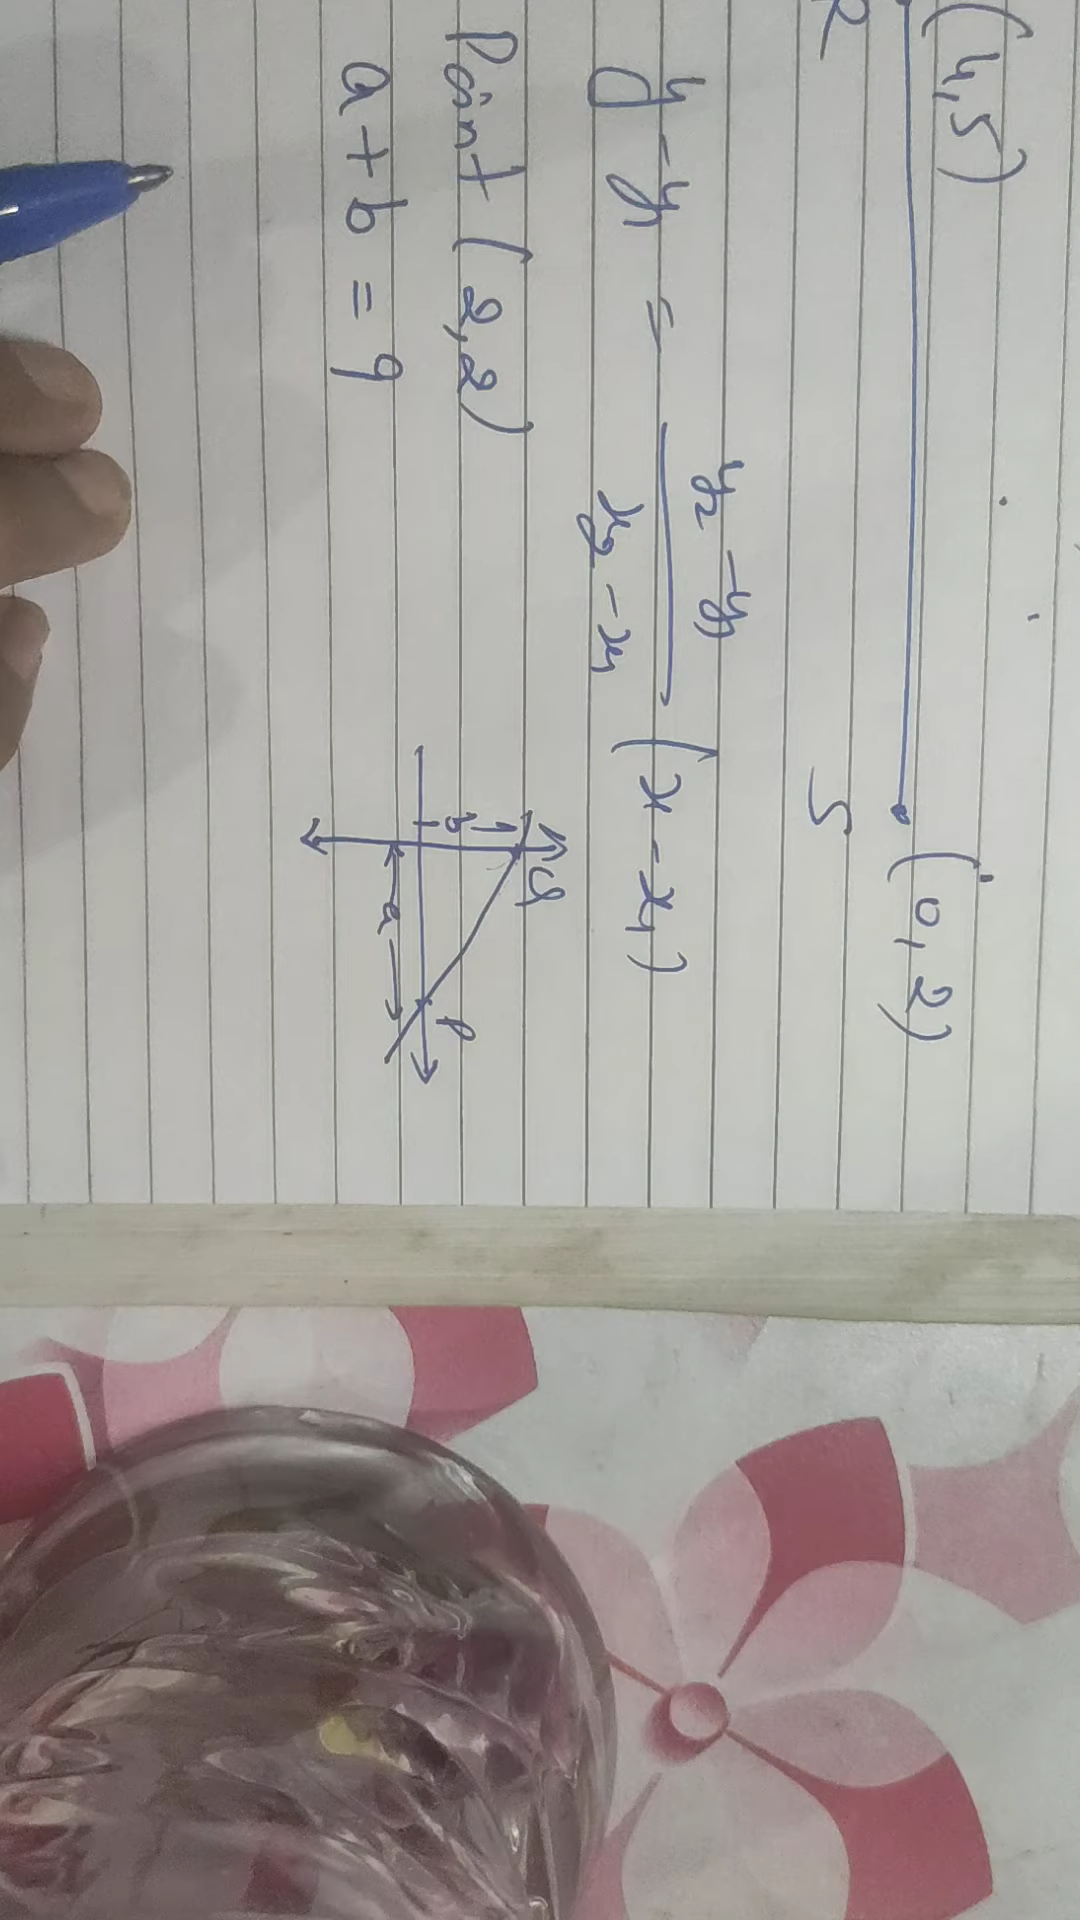 (4,5) (0,2)
R S
y - y₁ = y₂ - y₁ / x₂ - x₁ (x - x₁)
Point (2,2)
a + b = 9
Q
b
P
a